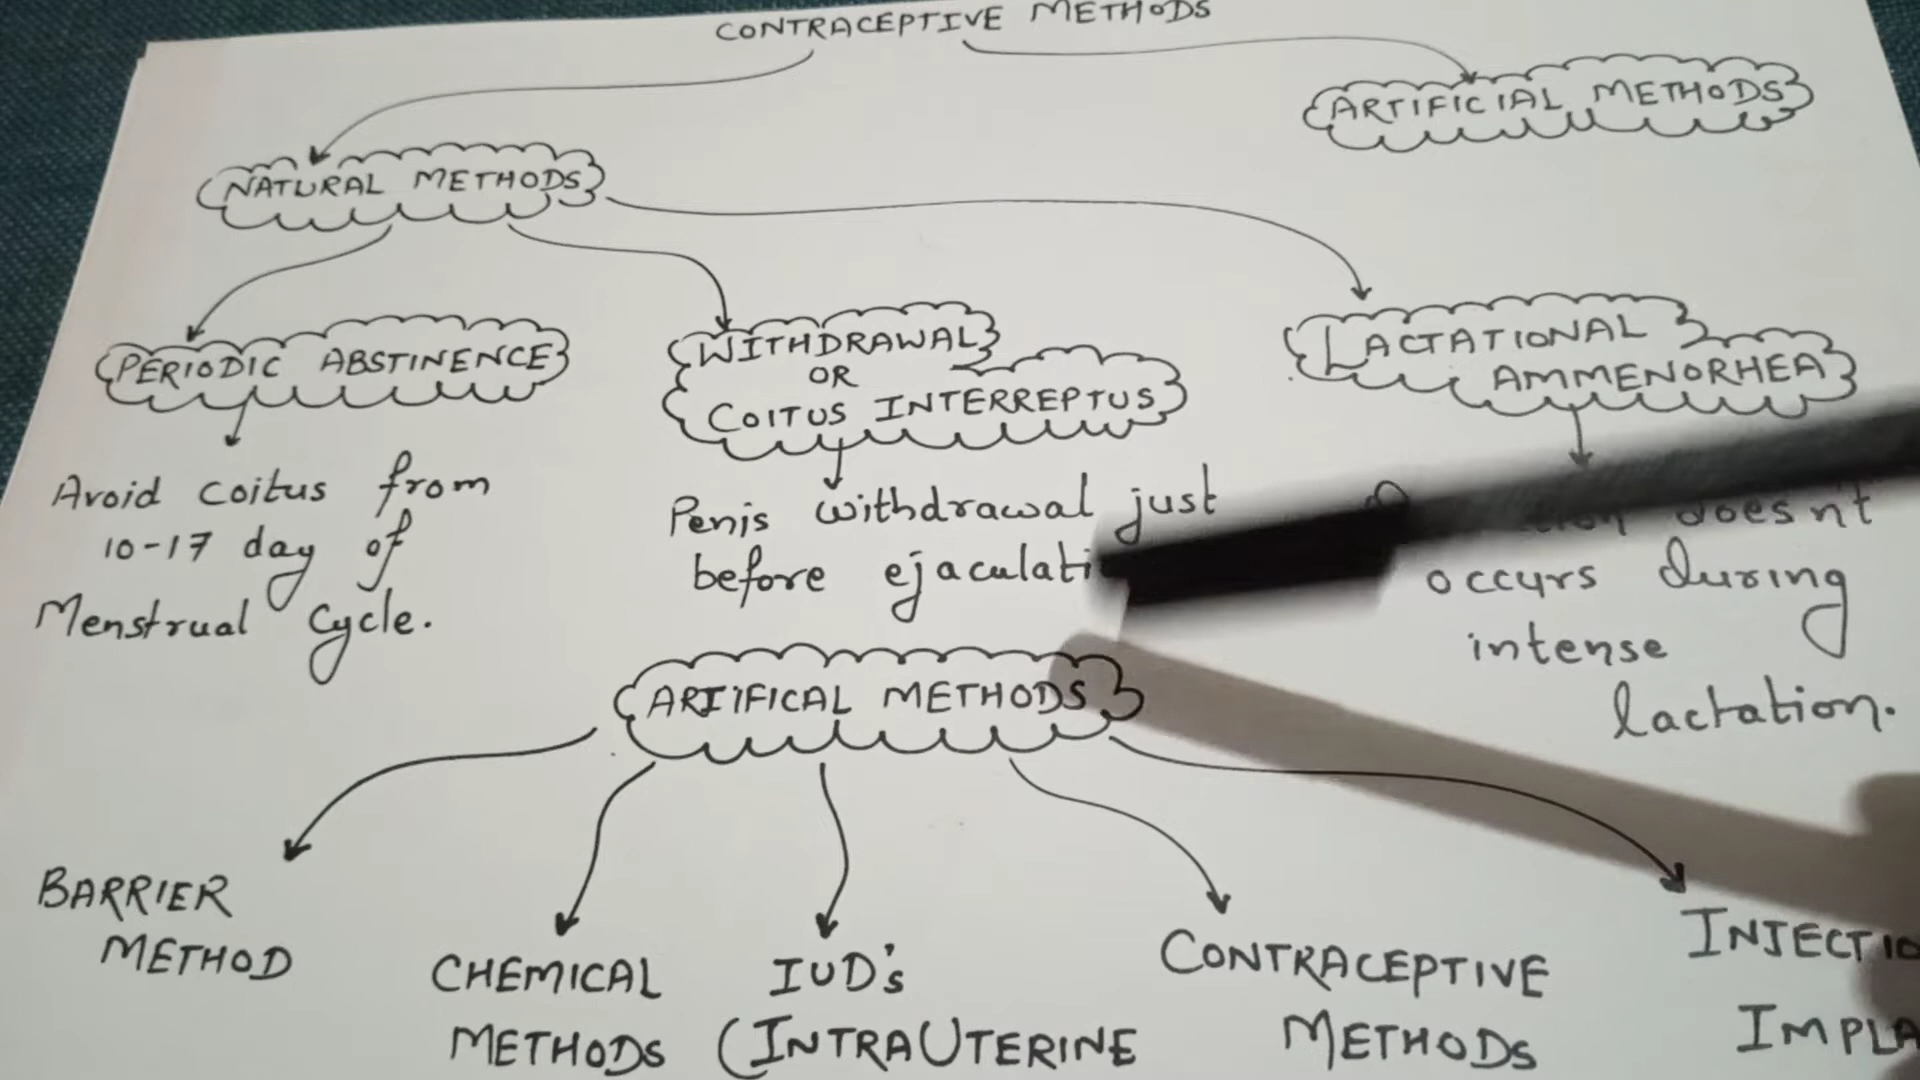 CONTRACEPTIVE METHODS
ARTIFICIAL METHODS
NATURAL METHODS
PERIODIC ABSTINENCE
Avoid coitus from
10-17 day of
Menstrual cycle.
WITHDRAWAL
OR
COITUS INTERREPTUS
Penis withdrawal just
before ejaculati
LACTATIONAL
AMMENORHEA
doesn't
occurs during
intense
lactation.
ARTIFICAL METHODS
BARRIER
METHOD
CHEMICAL
METHODS
IUD's
(INTRAUTERINE
CONTRACEPTIVE
METHODS
INJECTIO
IMPLA